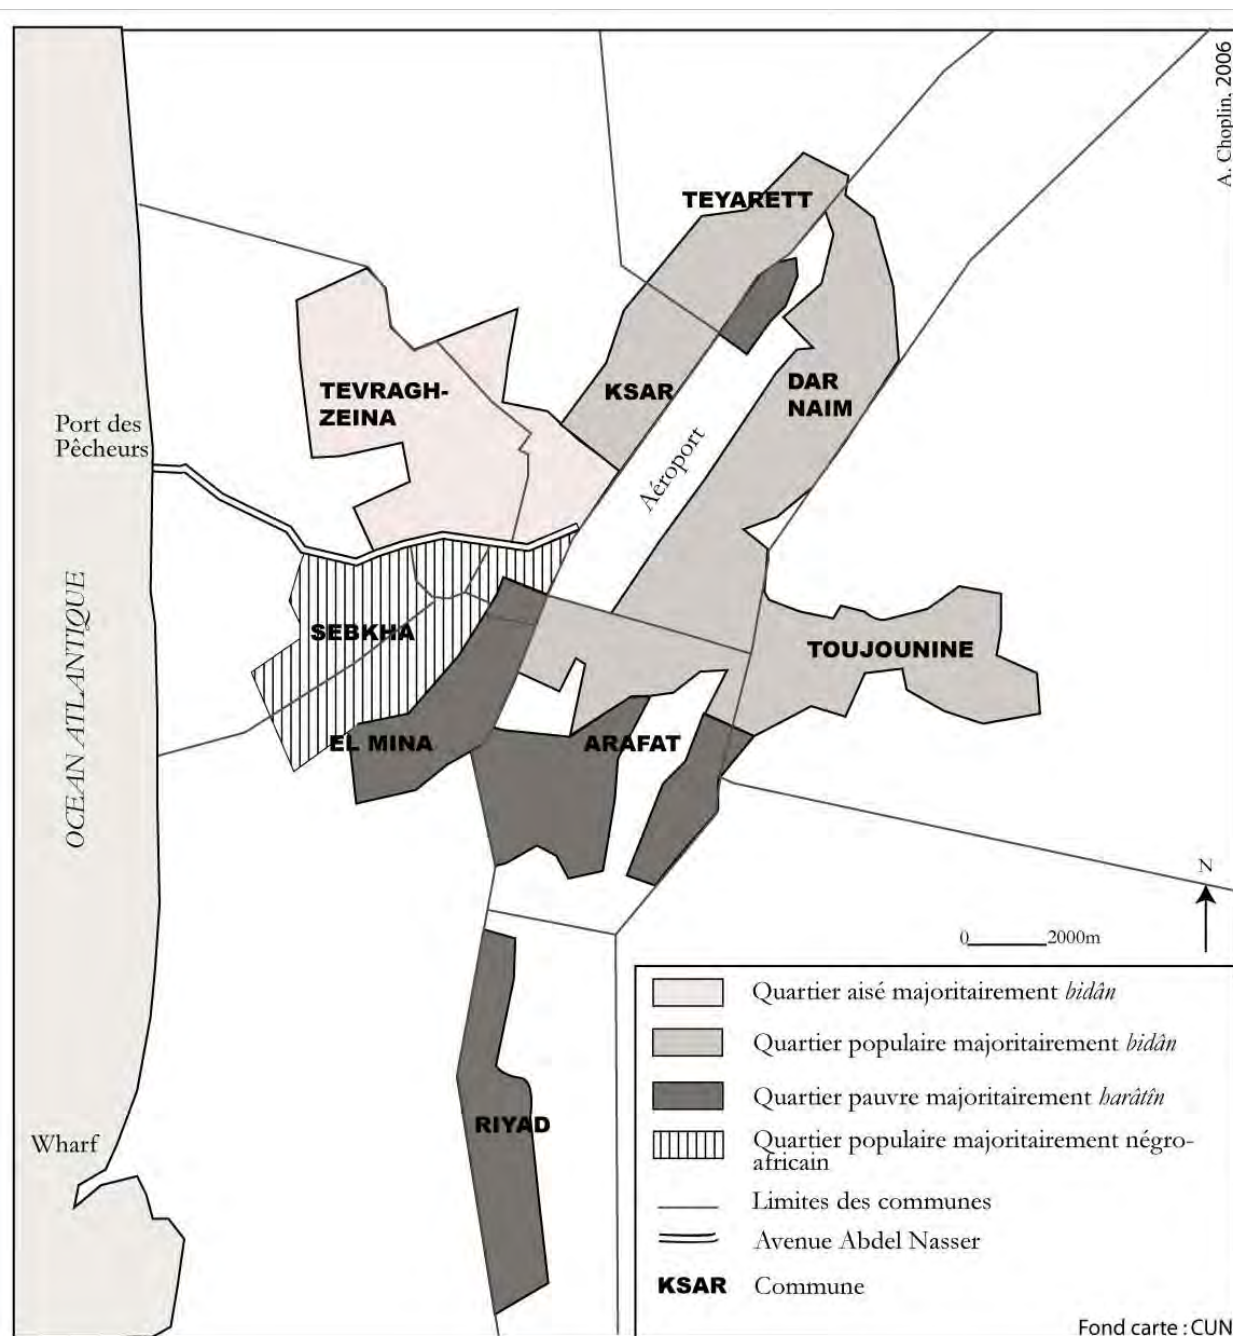 A. Choplin, 2006
TEYARETT
TEVRAGH-
ZEINA
KSAR
DAR
NAIM
Port des
Pêcheurs
Aéroport
OCEAN ATLANTIQUE
SEBKHA
TOUJOUNINE
EL MINA
ARAFAT
N
0 2000m
RIYAD
Wharf
Quartier aisé majoritairement bidân
Quartier populaire majoritairement bidân
Quartier pauvre majoritairement harâtîn
Quartier populaire majoritairement négro-
africain
Limites des communes
Avenue Abdel Nasser
KSAR Commune
Fond carte : CUN